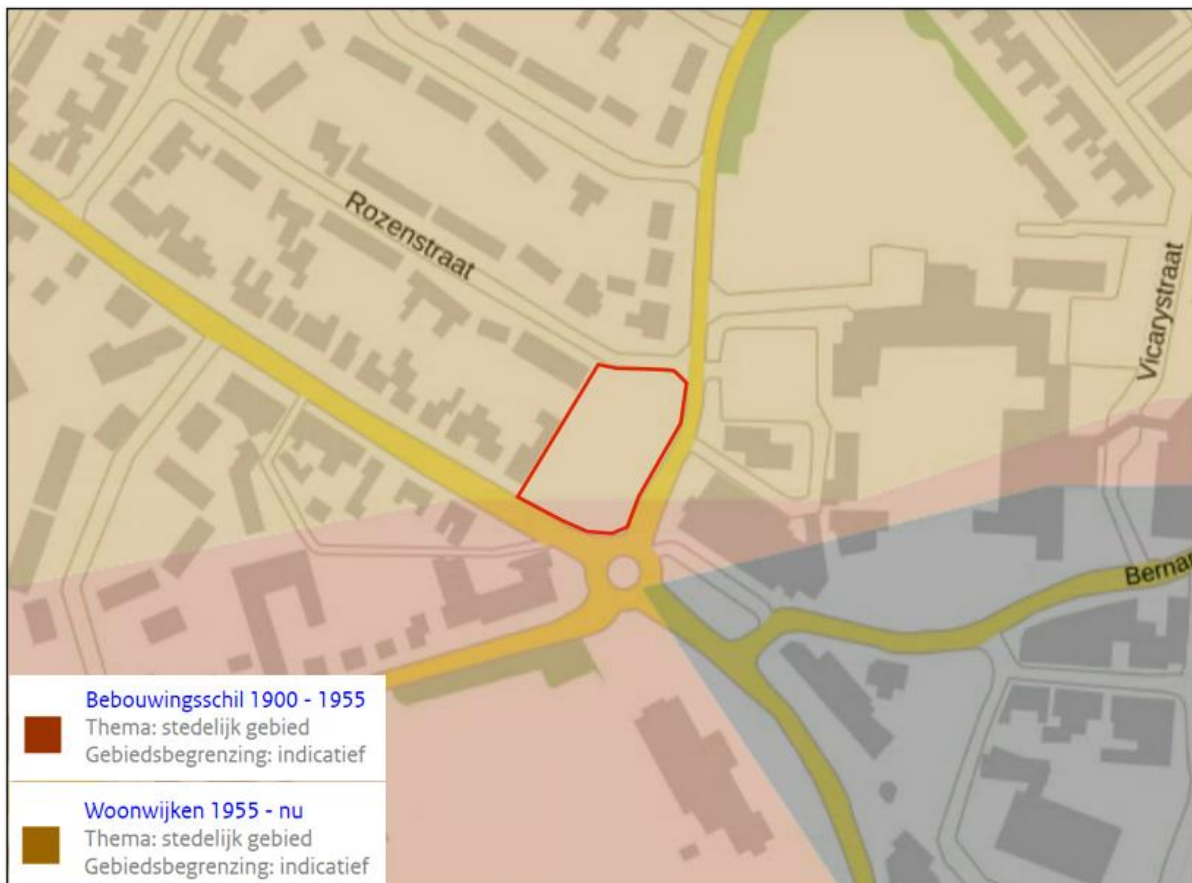 Rozenstraat
Vicarystraat
Bernar
Bebouwingsschil 1900 - 1955
Thema: stedelijk gebied
Gebiedsbegrenzing: indicatief
Woonwijken 1955 - nu
Thema: stedelijk gebied
Gebiedsbegrenzing: indicatief